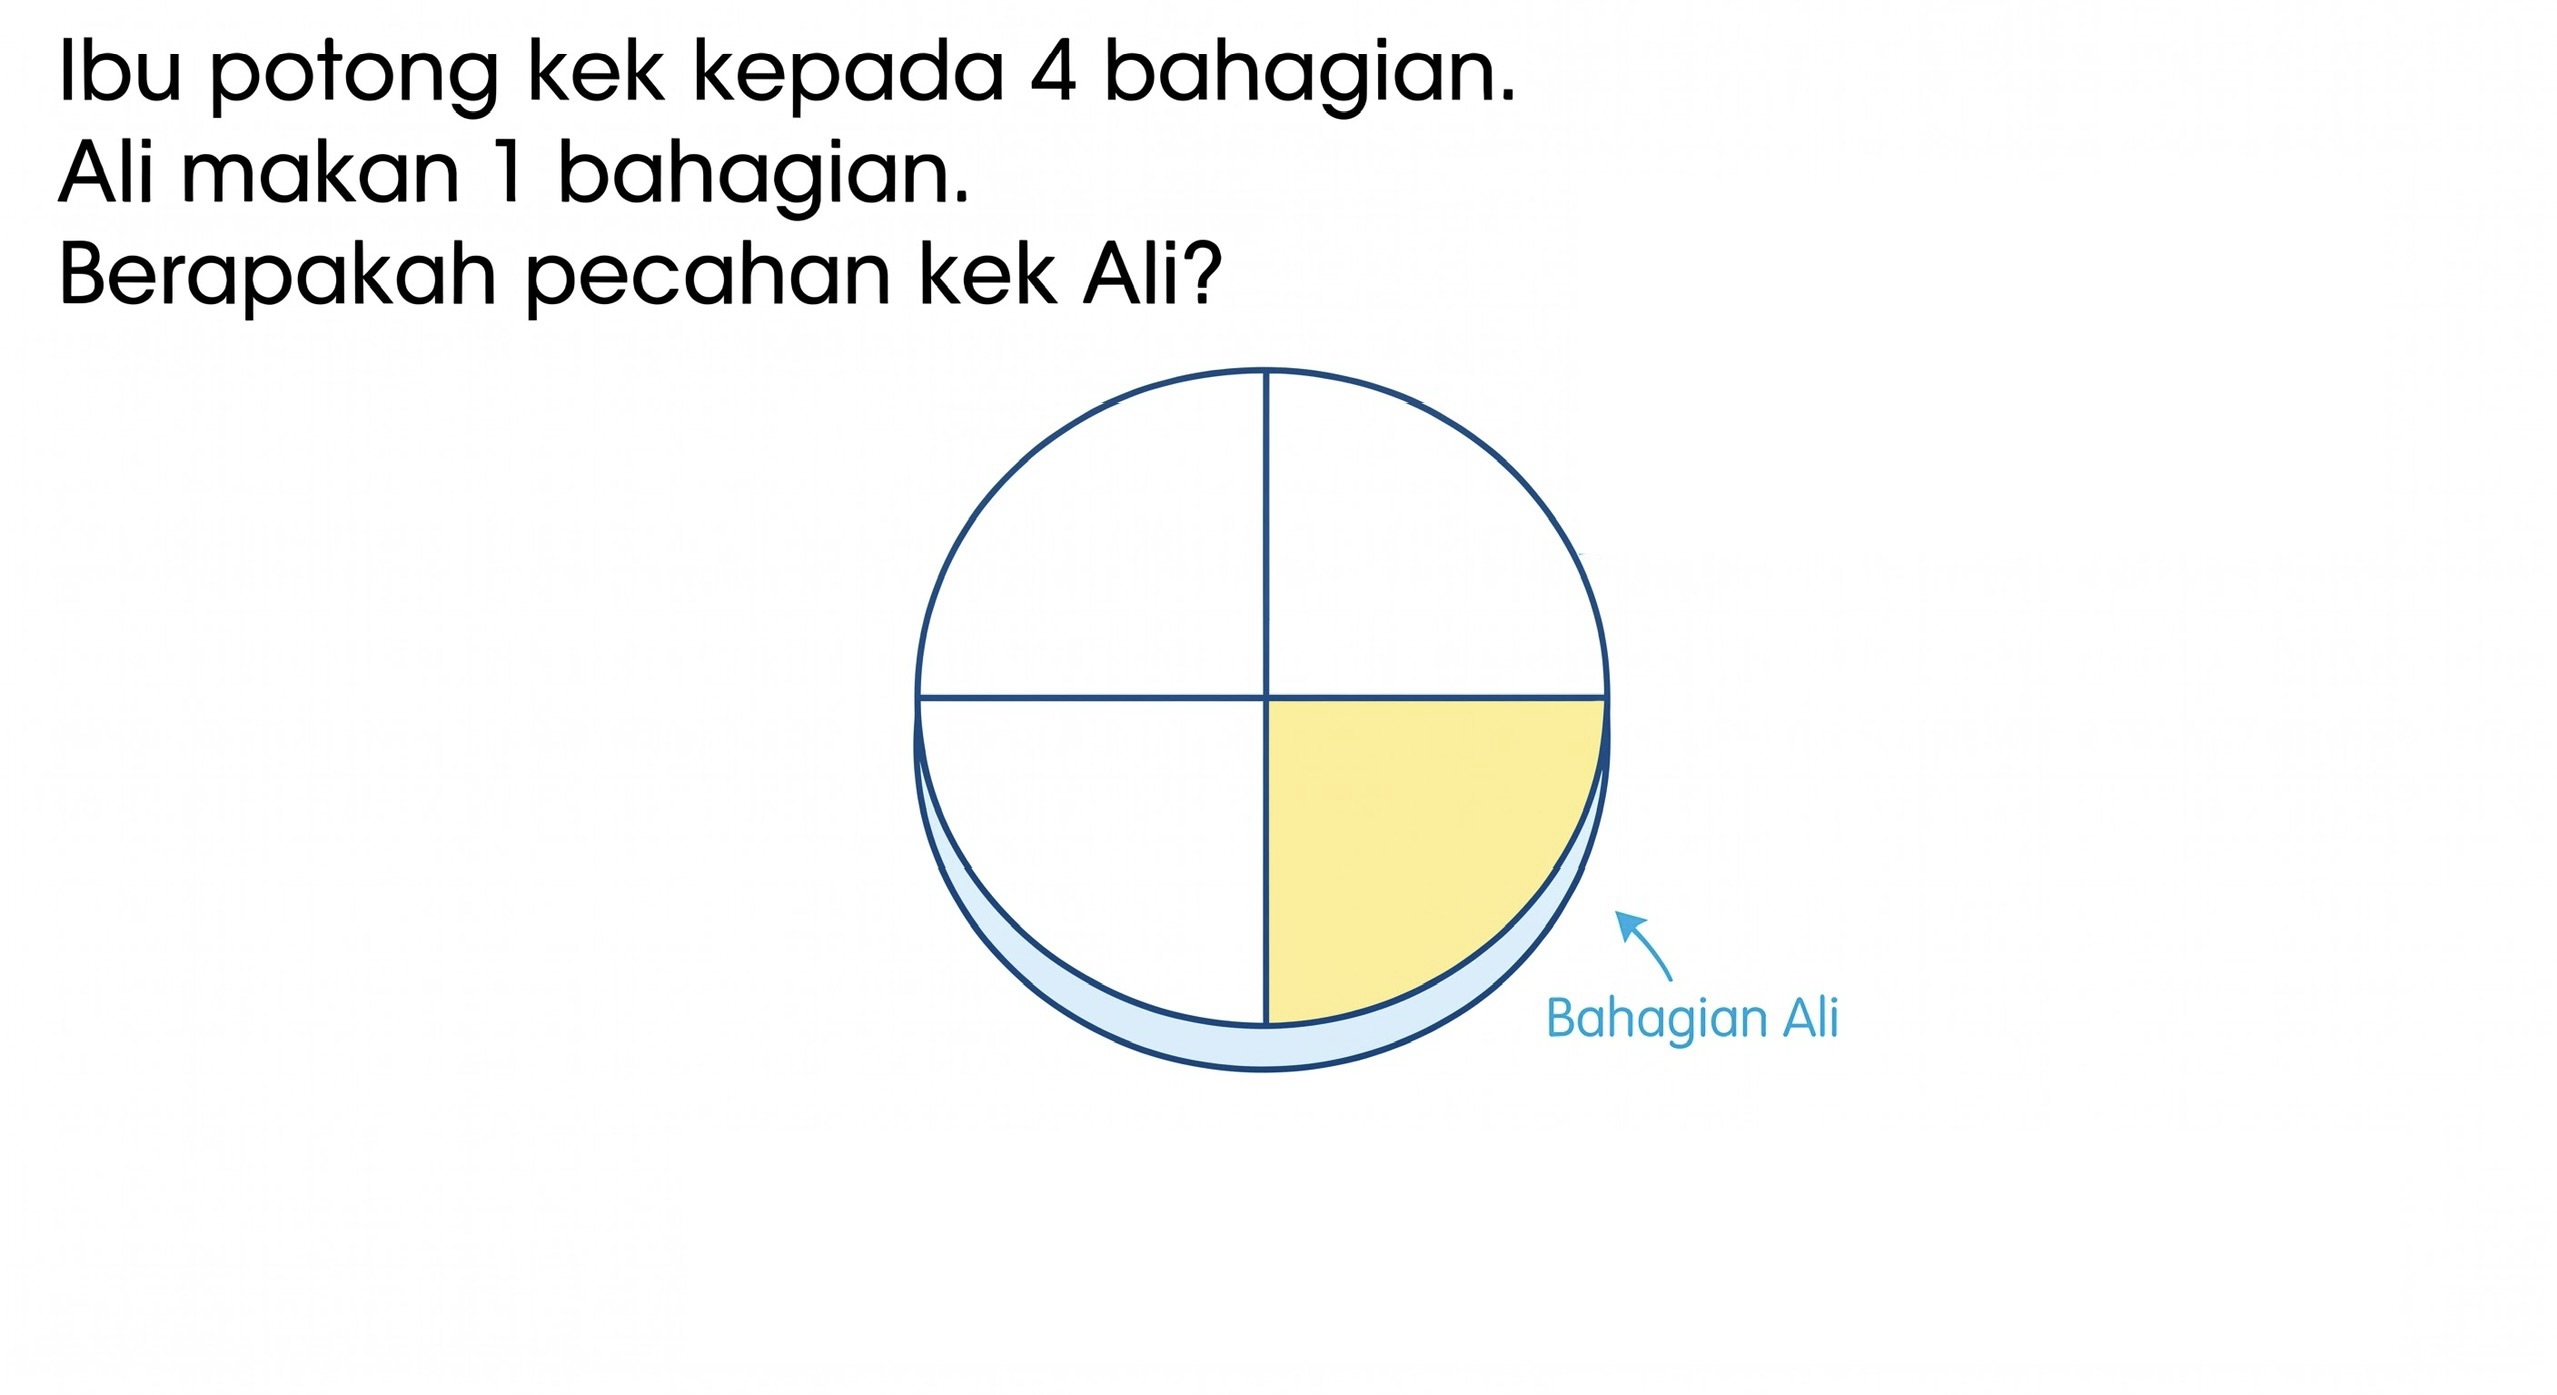 Ibu potong kek kepada 4 bahagian.
Ali makan 1 bahagian.
Berapakah pecahan kek Ali?
Bahagian Ali